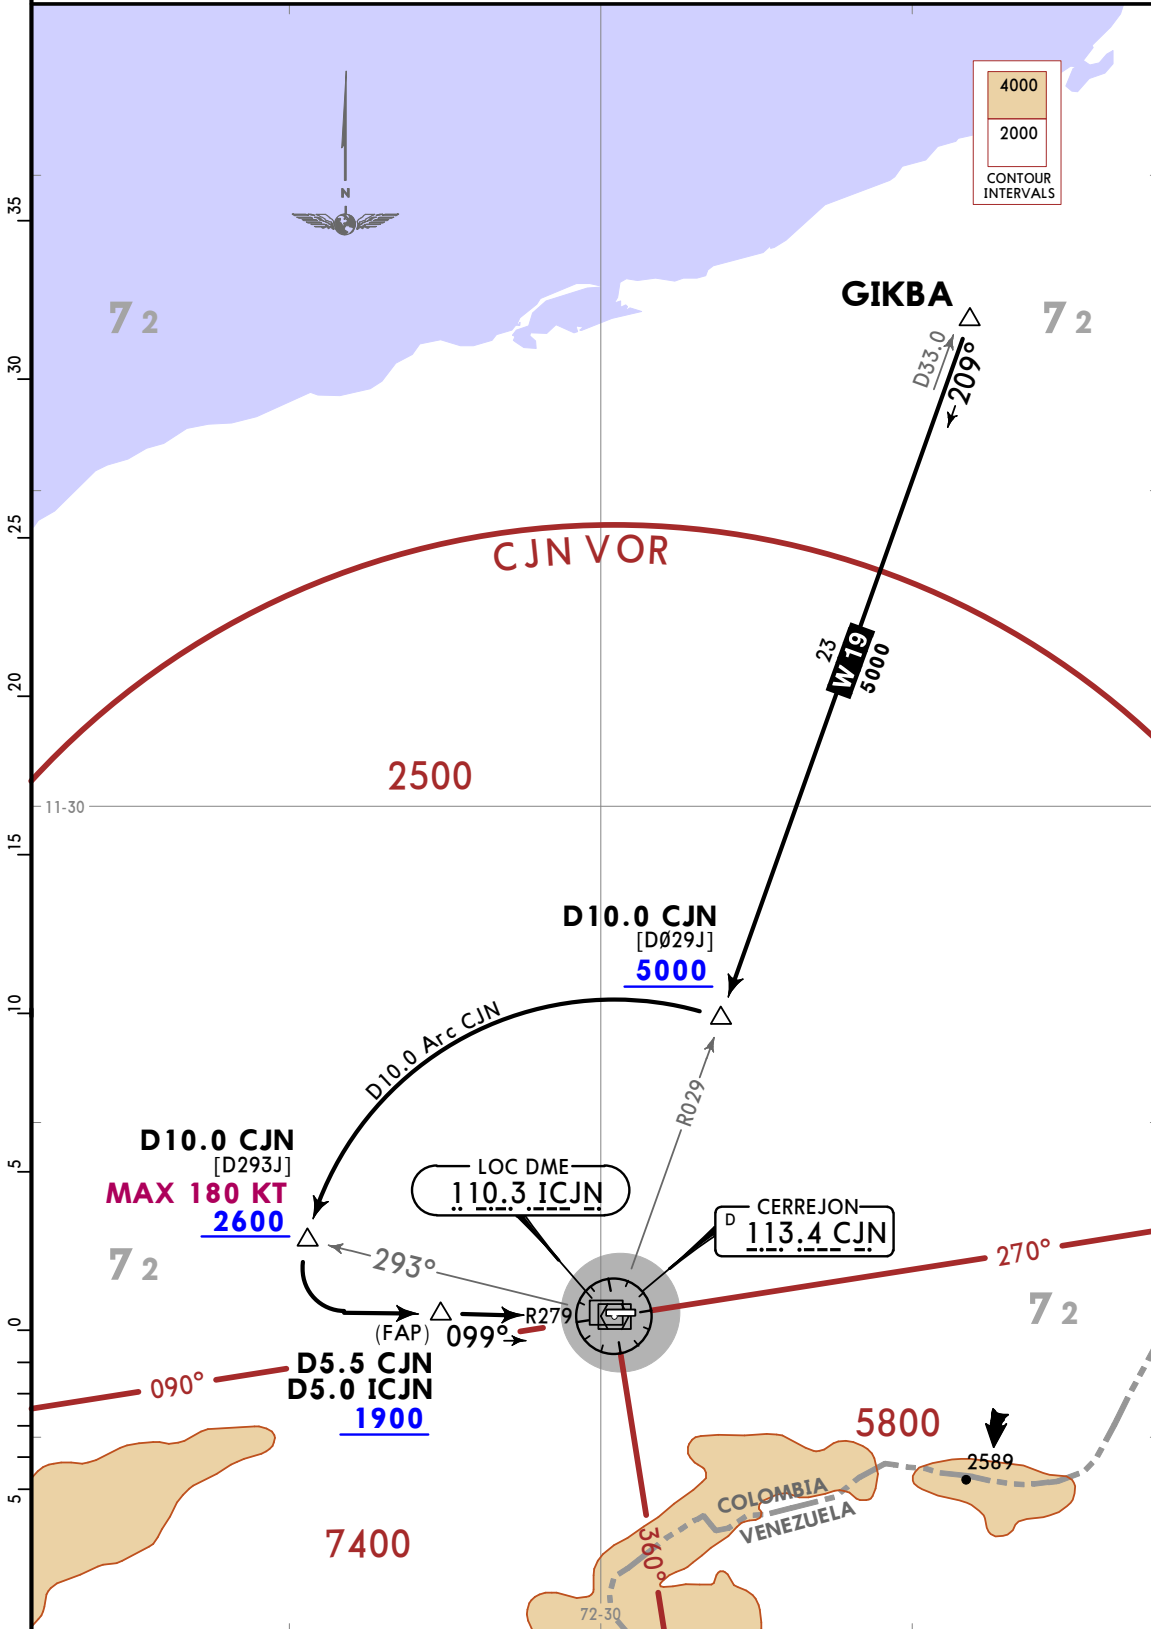 4000
2000
CONTOUR
INTERVALS
N
35
7 2
GIKBA
7 2
D33.0
209°
30
25
CJN VOR
23
W 19
5000
20
2500
11-30
15
D10.0 CJN
[DØ29J]
5000
10
D10.0 Arc CJN
R029
D10.0 CJN
[D293J]
MAX 180 KT
2600
5
LOC DME
110.3 ICJN
CERREJON
D 113.4 CJN
7 2
293°
270°
7 2
0
(FAP)
099°
R279
D5.5 CJN
D5.0 ICJN
1900
090°
5800
2589
5
COLOMBIA
VENEZUELA
7400
360°
72-30